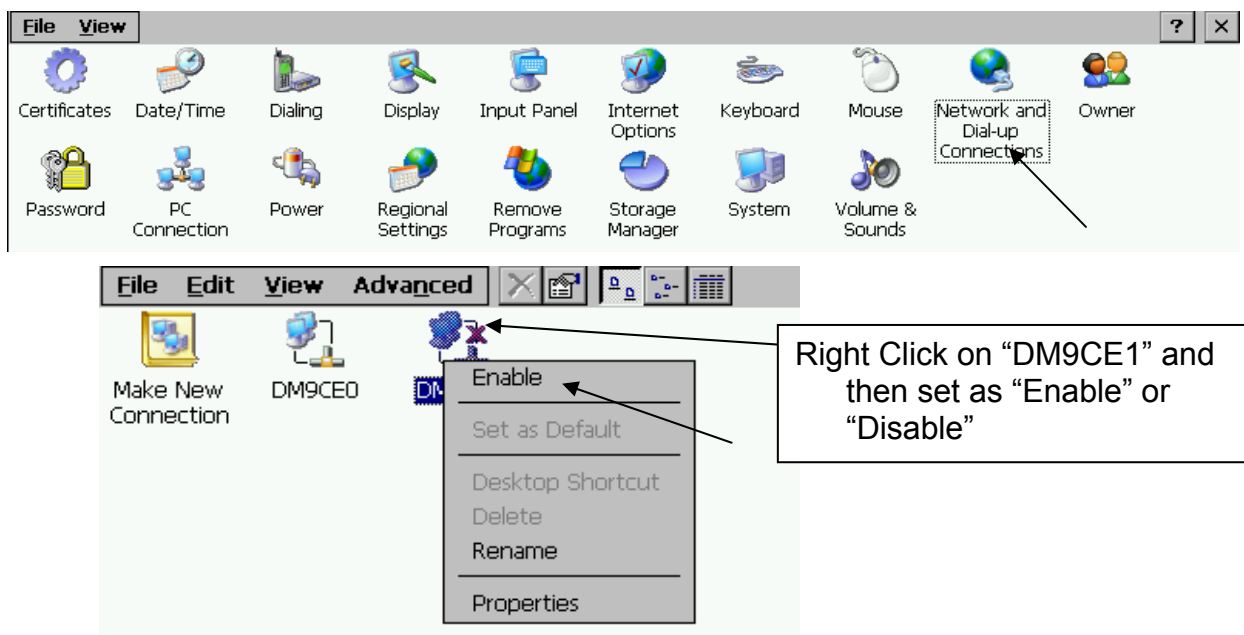 File View ? ×
Certificates Date/Time Dialing Display Input Panel Internet Options Keyboard Mouse Network and Dial-up Connections Owner
Password PC Connection Power Regional Settings Remove Programs Storage Manager System Volume & Sounds
File Edit View Advanced
Make New Connection DM9CE0 DM
Enable
Set as Default
Desktop Shortcut
Delete
Rename
Properties
Right Click on “DM9CE1” and
then set as “Enable” or
“Disable”